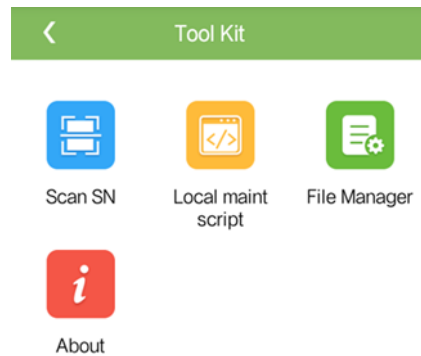 Tool Kit
Scan SN
Local maint
script
File Manager
About